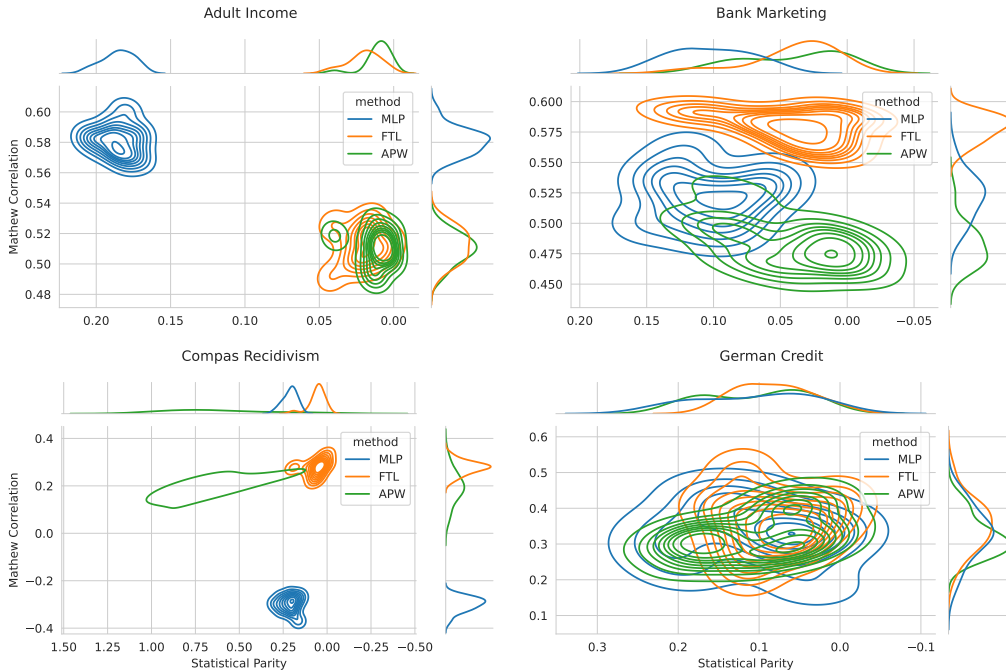 Adult Income
Mathew Correlation
0.60
0.58
0.56
0.54
0.52
0.50
0.48
0.20
0.15
0.10
0.05
0.00
method
MLP
FTL
APW
Bank Marketing
0.600
0.575
0.550
0.525
0.500
0.475
0.450
0.20
0.15
0.10
0.05
0.00
−0.05
method
MLP
FTL
APW
Compas Recidivism
Mathew Correlation
0.4
0.2
0.0
−0.2
−0.4
1.50
1.25
1.00
0.75
0.50
0.25
0.00
−0.25
−0.50
Statistical Parity
method
MLP
FTL
APW
German Credit
0.6
0.5
0.4
0.3
0.2
0.1
0.3
0.2
0.1
0.0
−0.1
Statistical Parity
method
MLP
FTL
APW